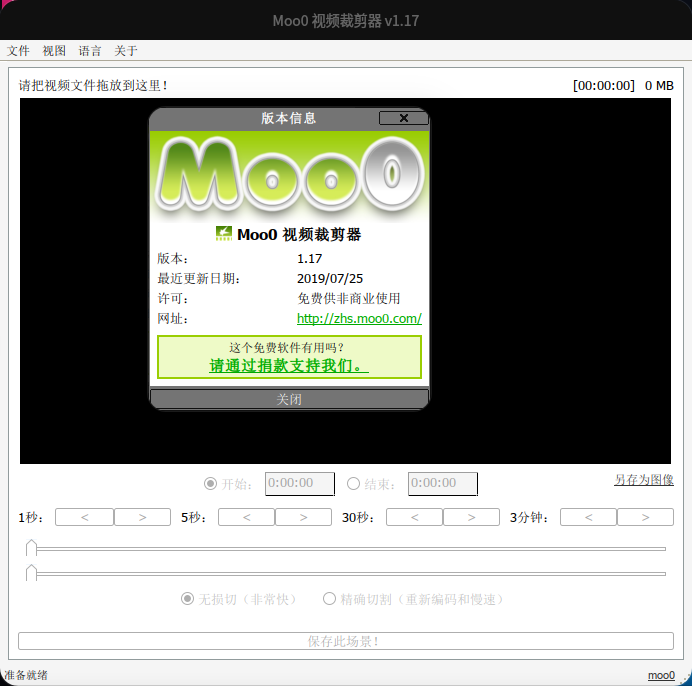 Moo0 视频裁剪器 v1.17
文件 视图 语言 关于
请把视频文件拖放到这里! [00:00:00] 0 MB
版本信息
Moo0
Moo0 视频裁剪器
版本: 1.17
最近更新日期: 2019/07/25
许可: 免费供非商业使用
网址: http://zhs.moo0.com/
这个免费软件有用吗?
请通过捐款支持我们。
关闭
开始: 0:00:00 结束: 0:00:00 另存为图像
1秒: < > 5秒: < > 30秒: < > 3分钟: < >
无损切（非常快） 精确切割（重新编码和慢速）
保存此场景!
准备就绪 moo0